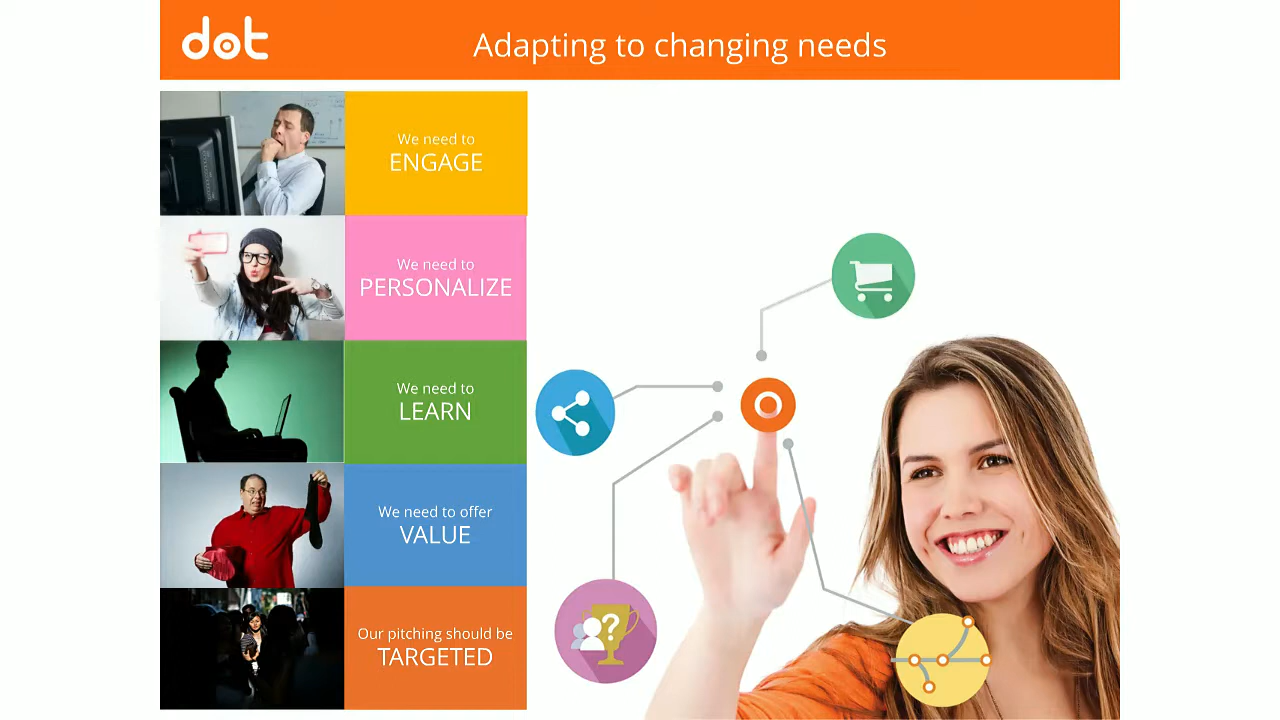 dot
Adapting to changing needs
We need to
ENGAGE
We need to
PERSONALIZE
We need to
LEARN
We need to offer
VALUE
Our pitching should be
TARGETED
?